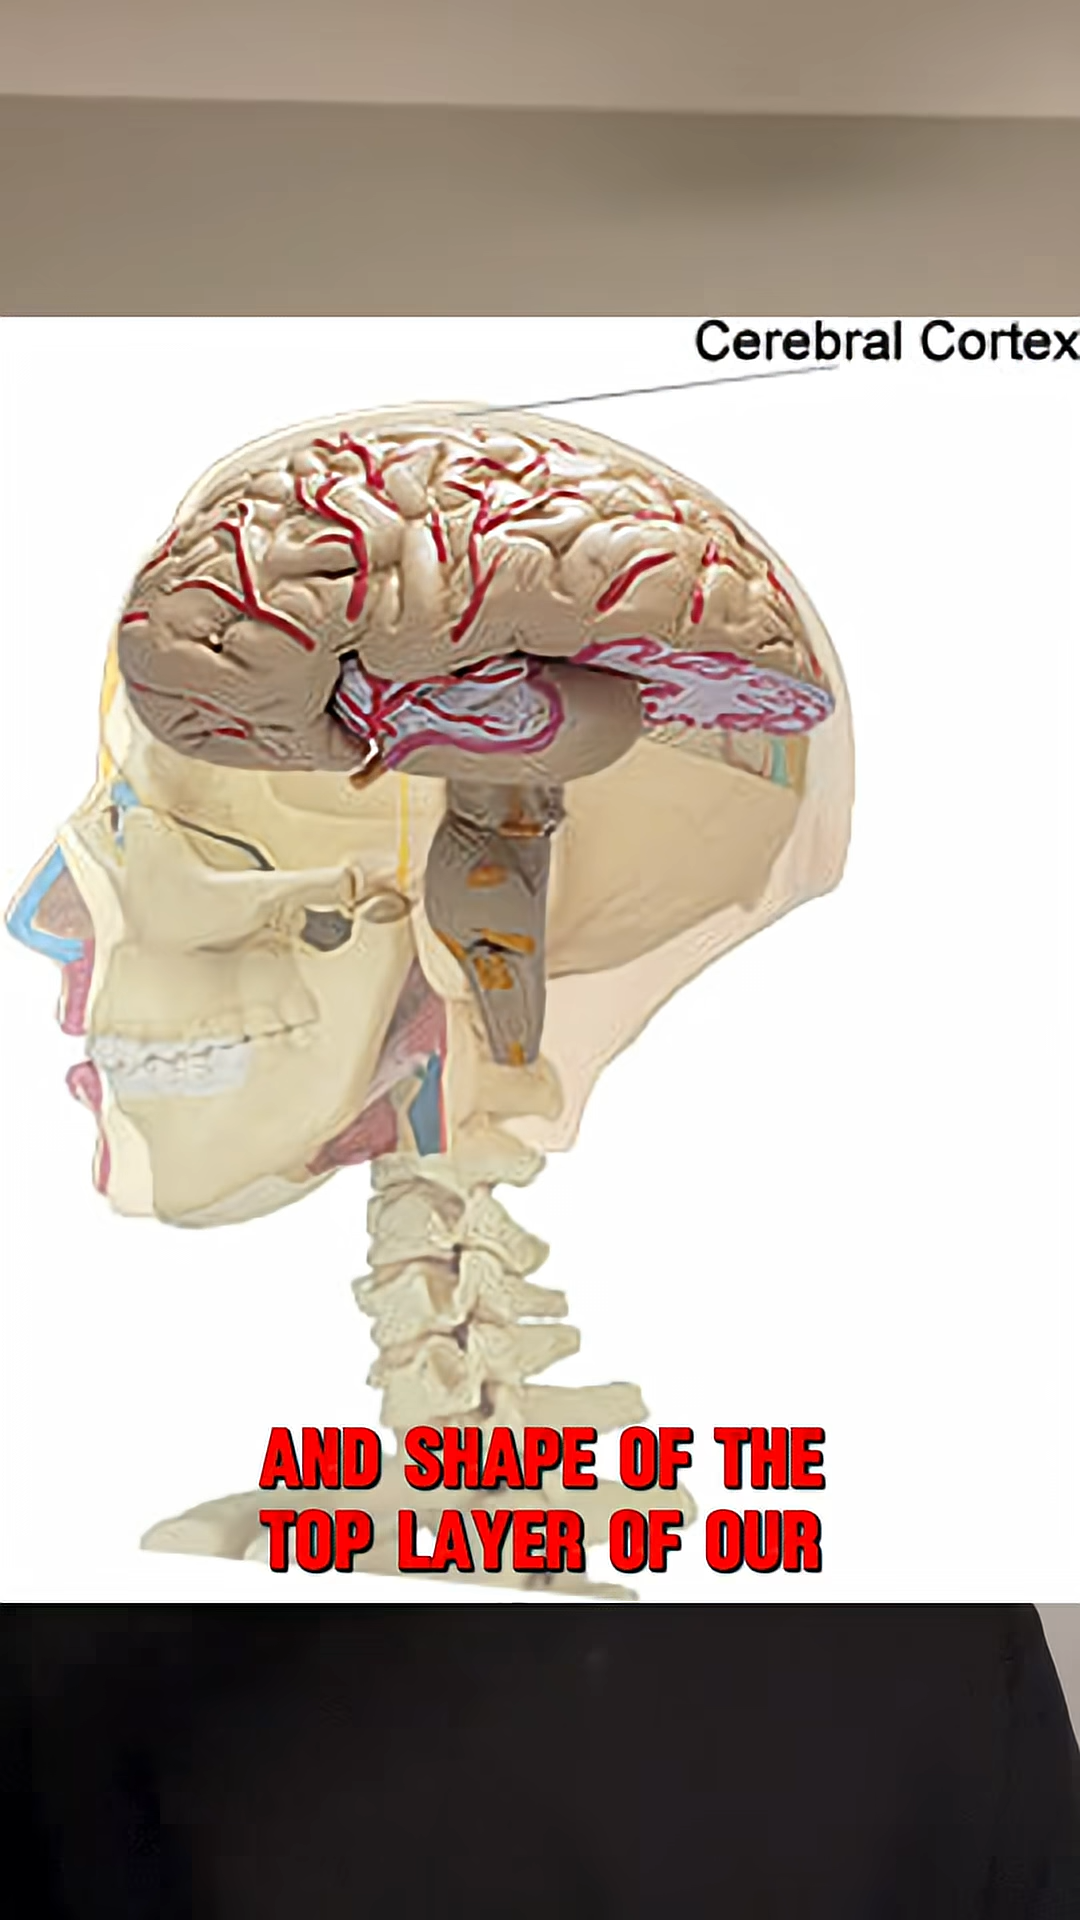 Cerebral Cortex
AND SHAPE OF THE
TOP LAYER OF OUR